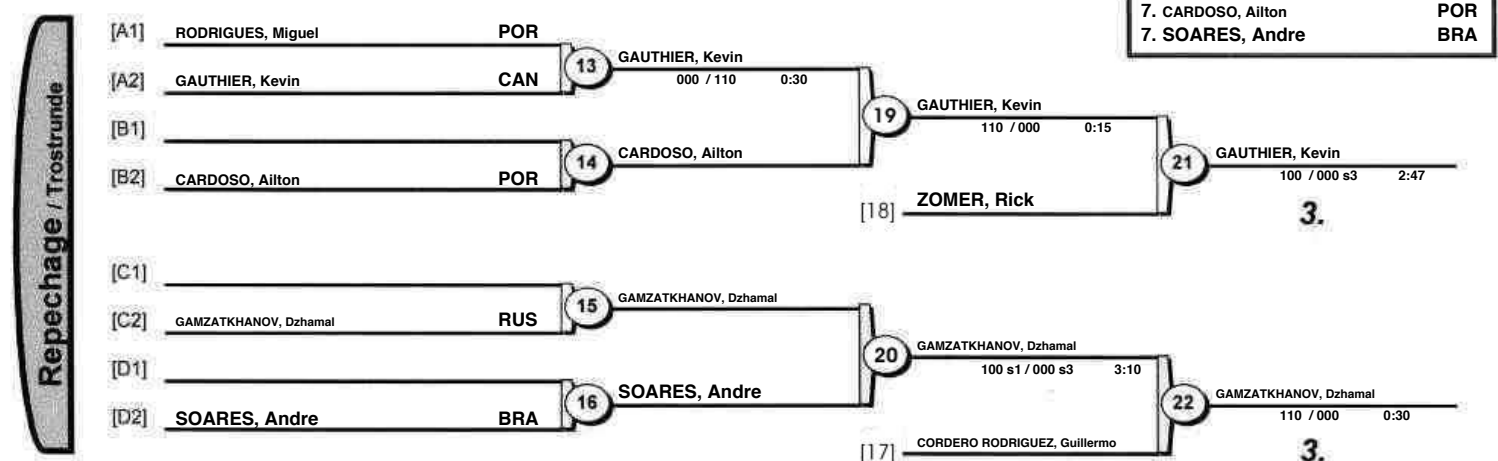 7. CARDOSO, Ailton POR
7. SOARES, Andre BRA
Repechage / Trostrunde
[A1] RODRIGUES, Miguel POR
[A2] GAUTHIER, Kevin CAN
13 GAUTHIER, Kevin
000 / 110 0:30
[B1]
[B2] CARDOSO, Ailton POR
14 CARDOSO, Ailton
19 GAUTHIER, Kevin
110 / 000 0:15
[18] ZOMER, Rick
21 GAUTHIER, Kevin
100 / 000 s3 2:47
3.
[C1]
[C2] GAMZATKHANOV, Dzhamal RUS
15 GAMZATKHANOV, Dzhamal
[D1]
[D2] SOARES, Andre BRA
16 SOARES, Andre
20 GAMZATKHANOV, Dzhamal
100 s1 / 000 s3 3:10
[17] CORDERO RODRIGUEZ, Guillermo
22 GAMZATKHANOV, Dzhamal
110 / 000 0:30
3.